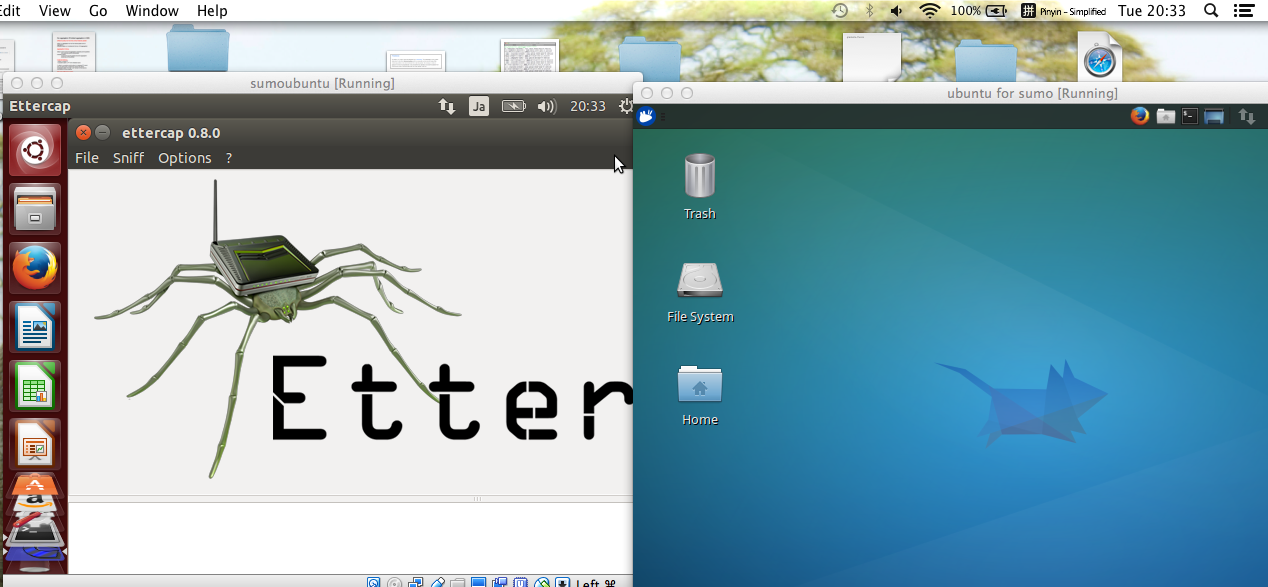 Edit View Go Window Help 100% 拼 Pinyin - Simplified Tue 20:33
sumoubuntu [Running]
Ettercap Ja 20:33
ettercap 0.8.0
File Sniff Options ?
Etter
Left ⌘
ubuntu for sumo [Running]
Trash
File System
Home